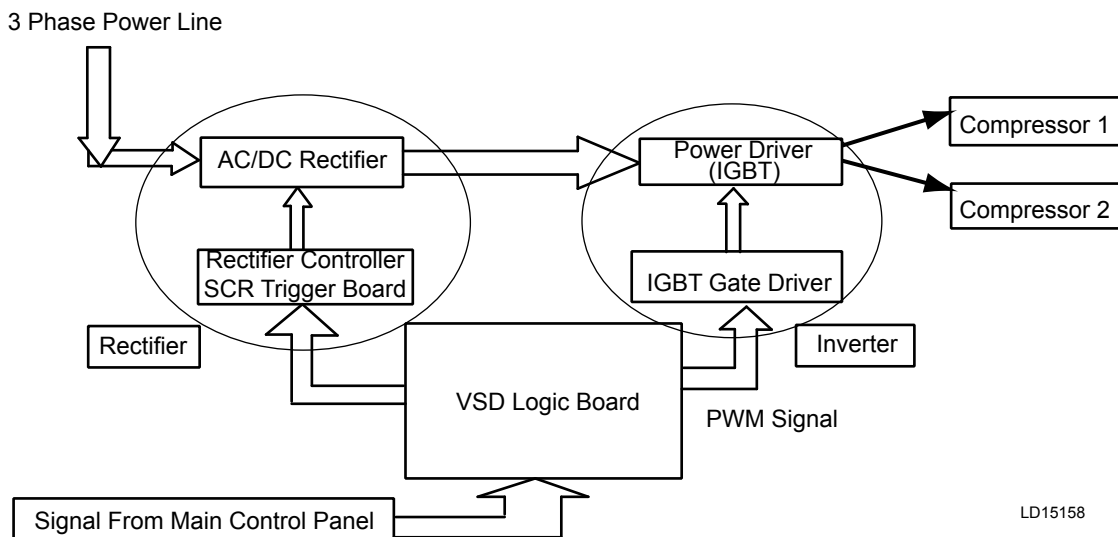 3 Phase Power Line
AC/DC Rectifier
Power Driver
(IGBT)
Compressor 1
Compressor 2
Rectifier Controller
SCR Trigger Board
IGBT Gate Driver
Rectifier
Inverter
VSD Logic Board
PWM Signal
Signal From Main Control Panel
LD15158